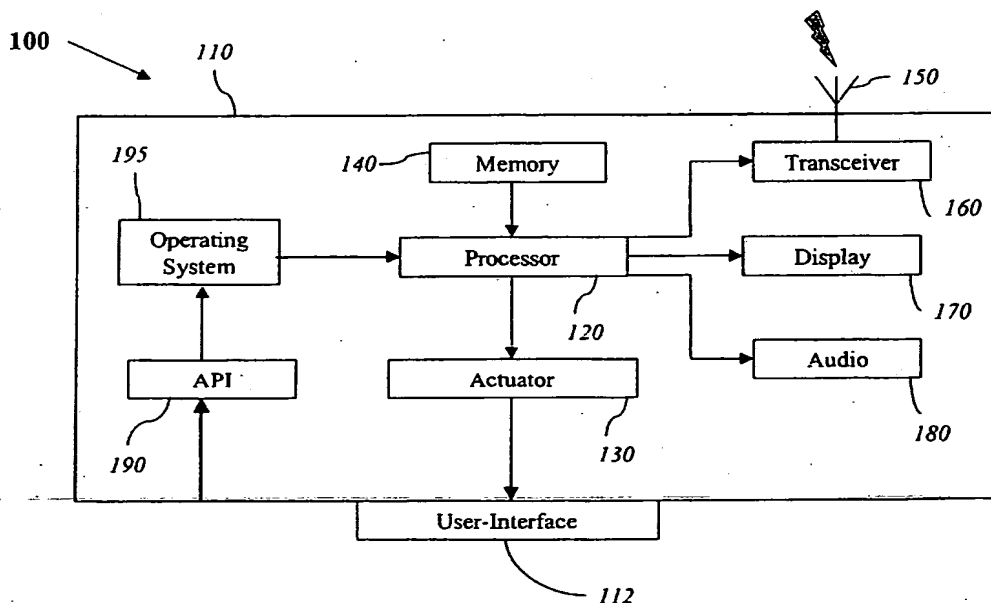 100
110
150
195
140
Memory
Transceiver
160
Operating
System
Processor
Display
120
170
API
Actuator
Audio
190
130
180
User-Interface
112